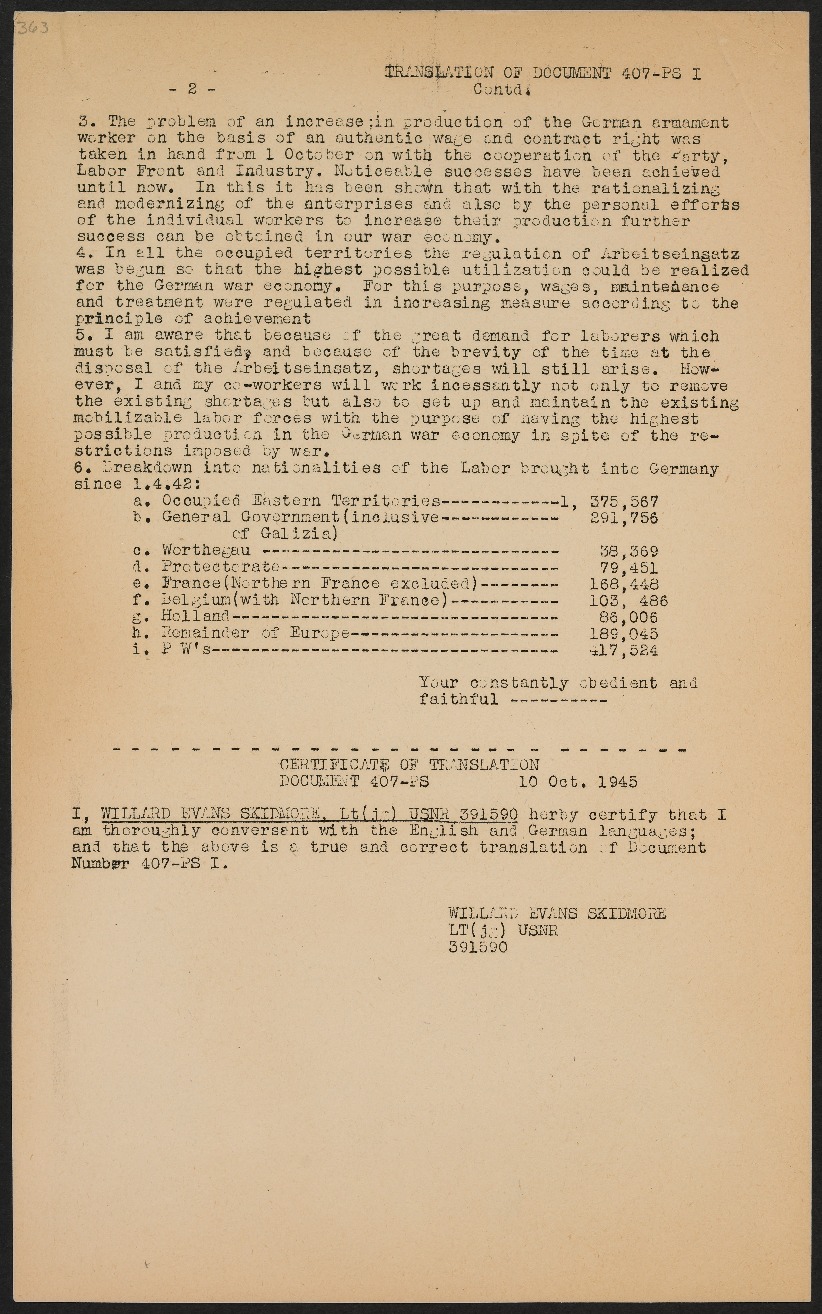 363
TRANSLATION OF DOCUMENT 407-PS I
- 2 -
Contd.
3. The problem of an increase;in production of the German armament
worker on the basis of an authentic wage and contract right was
taken in hand from 1 October on with the cooperation of the Party,
Labor Front and Industry. Noticeable successes have been achieved
until now. In this it has been shown that with the rationalizing
and modernizing of the enterprises and also by the personal efforts
of the individual workers to increase their production further
success can be obtained in our war economy.
4. In all the occupied territories the regulation of Arbeitseingatz
was begun so that the highest possible utilization could be realized
for the German war economy. For this purpose, wages, maintenance
and treatment were regulated in increasing measure according to the
principle of achievement
5. I am aware that because of the great demand for laborers which
must be satisfied, and because of the brevity of the time at the
disposal of the Arbeitseinsatz, shortages will still arise. How-
ever, I and my co-workers will work incessantly not only to remove
the existing shortages but also to set up and maintain the existing
mobilizable labor forces with the purpose of having the highest
possible production in the German war economy in spite of the re-
strictions imposed by war.
6. Breakdown into nationalities of the Labor brought into Germany
since 1.4.42:
a. Occupied Eastern Territories------------1, 375,567
b. General Government(inclusive------------ 291,756
of Galizia)
c. Worthegau ------------------------------ 38,369
d. Protectorate---------------------------- 79,451
e. France(Northern France excluded)-------- 168,448
f. Belgium(with Northern France)----------- 103, 486
g. Holland--------------------------------- 86,006
h. Remainder of Europe--------------------- 189,045
i. P W's----------------------------------- 417,524
Your constantly obedient and
faithful ----------
- - - - - - - - - - - - - - - - - - - - - - - - - - - - -
CERTIFICATE OF TRANSLATION
DOCUMENT 407-PS 10 Oct. 1945
I, WILLARD EVANS SKIDMORE, Lt(jg) USNR 391590 herby certify that I
am thoroughly conversant with the English and German languages;
and that the above is a true and correct translation of Document
Number 407-PS I.
WILLARD EVANS SKIDMORE
LT(jg) USNR
391590